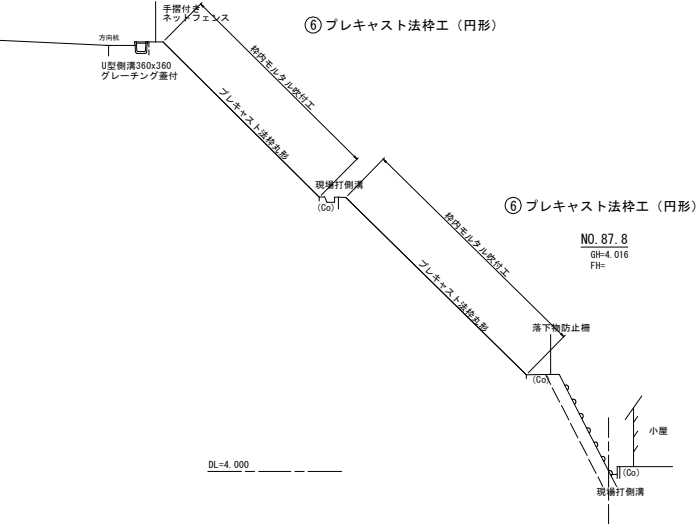 手摺付き
ネットフェンス
⑥プレキャスト法枠工（円形）
方向杭
U型側溝360x360
グレーチング蓋付
枠内モルタル吹付工
プレキャスト法枠丸形
現場打側溝
(Co)
⑥プレキャスト法枠工（円形）
枠内モルタル吹付工
NO.87.8
GH=4.016
FH=
プレキャスト法枠丸形
落下物防止柵
(Co)
小屋
DL=4.000
(Co)
現場打側溝